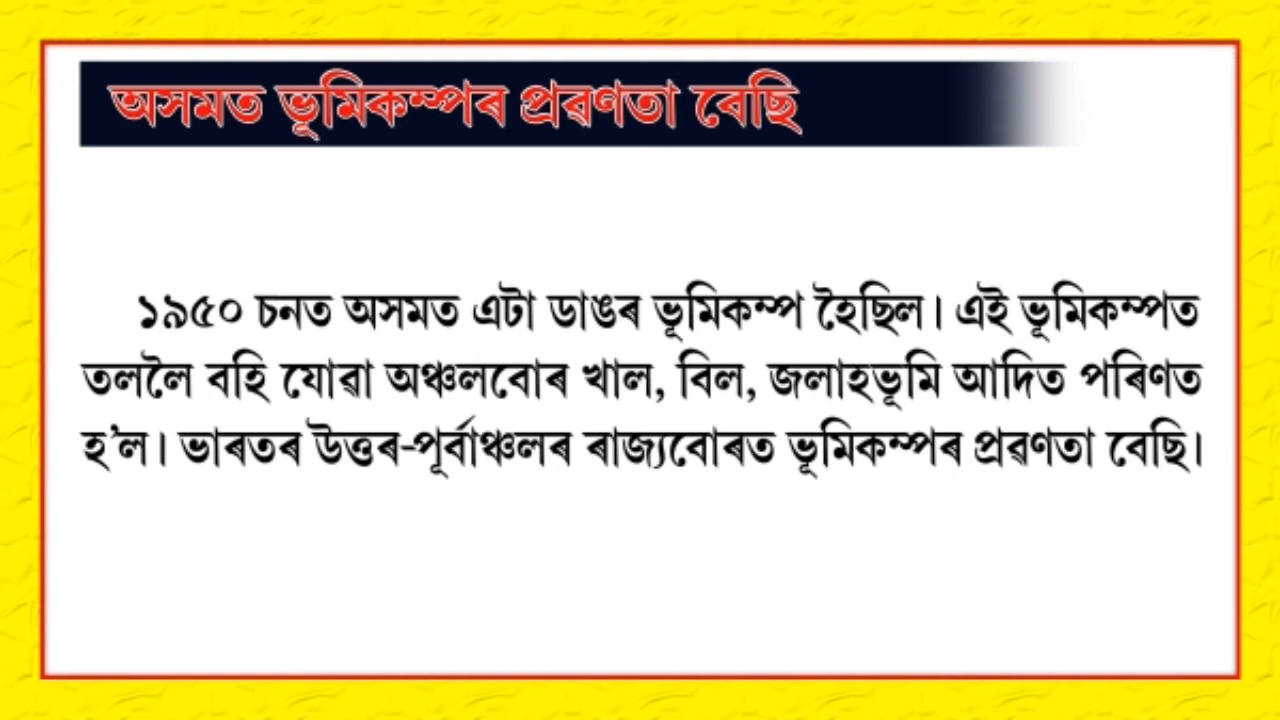 অসমত ভূমিকম্পৰ প্ৰৱণতা বেছি
১৯৫০ চনত অসমত এটা ডাঙৰ ভূমিকম্প হৈছিল। এই ভূমিকম্পত
তললৈ বহি যোৱা অঞ্চলবোৰ খাল, বিল, জলাহভূমি আদিত পৰিণত
হ’ল। ভাৰতৰ উত্তৰ-পূৰ্বাঞ্চলৰ ৰাজ্যবোৰত ভূমিকম্পৰ প্ৰৱণতা বেছি।